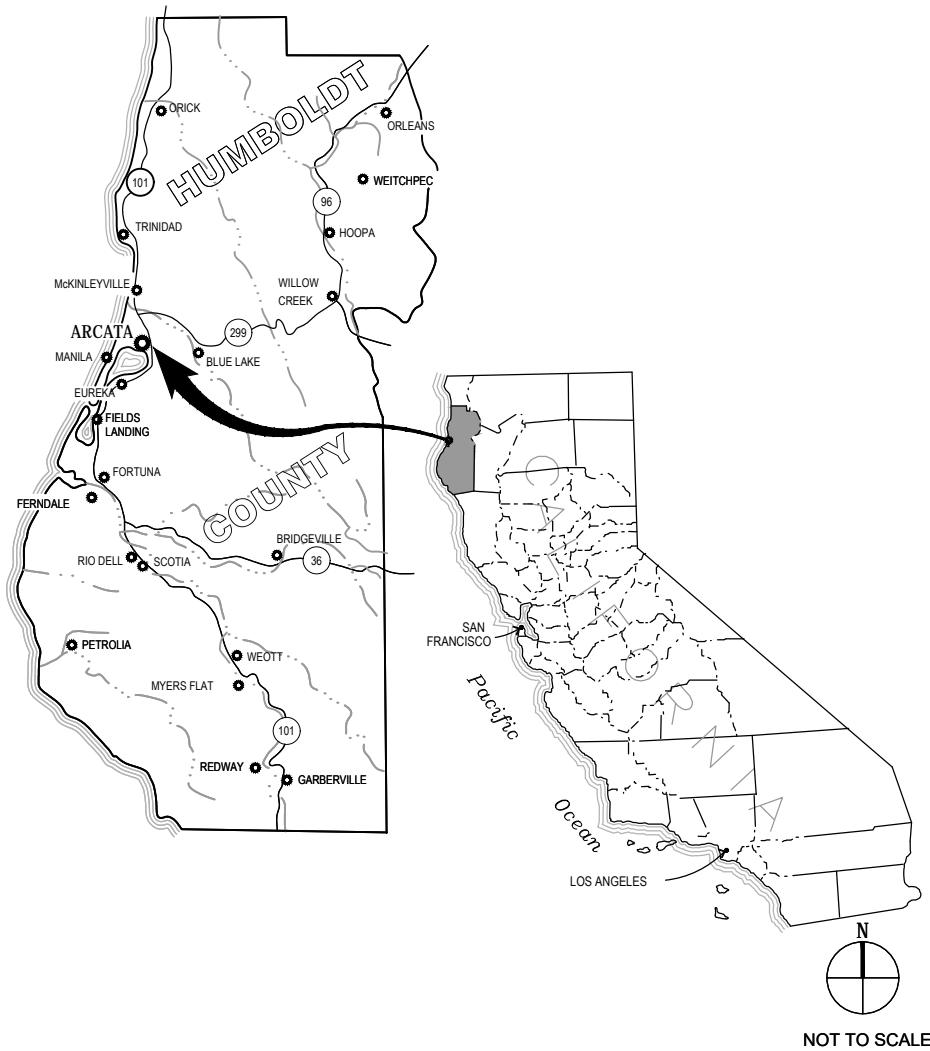 HUMBOLDT
COUNTY
ORICK
ORLEANS
WEITCHPEC
101
96
TRINIDAD
HOOPA
McKINLEYVILLE
WILLOW
CREEK
ARCATA
299
MANILA
BLUE LAKE
EUREKA
FIELDS
LANDING
FORTUNA
FERNDALE
BRIDGEVILLE
RIO DELL
SCOTIA
36
PETROLIA
WEOTT
MYERS FLAT
101
REDWAY
GARBERVILLE
CALIFORNIA
SAN
FRANCISCO
Pacific
Ocean
LOS ANGELES
N
NOT TO SCALE